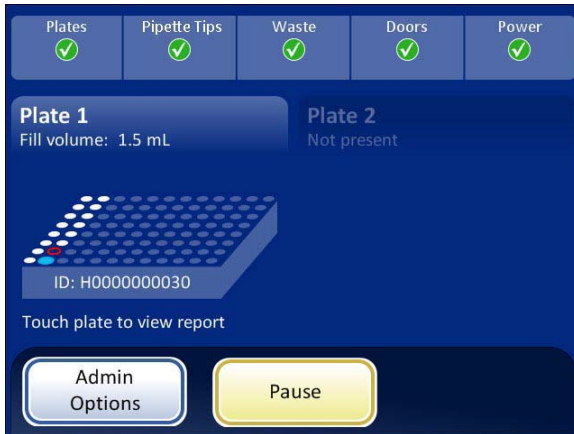 Plates
Pipette Tips
Waste
Doors
Power
Plate 1
Fill volume: 1.5 mL
Plate 2
Not present
ID: H0000000030
Touch plate to view report
Admin
Options
Pause